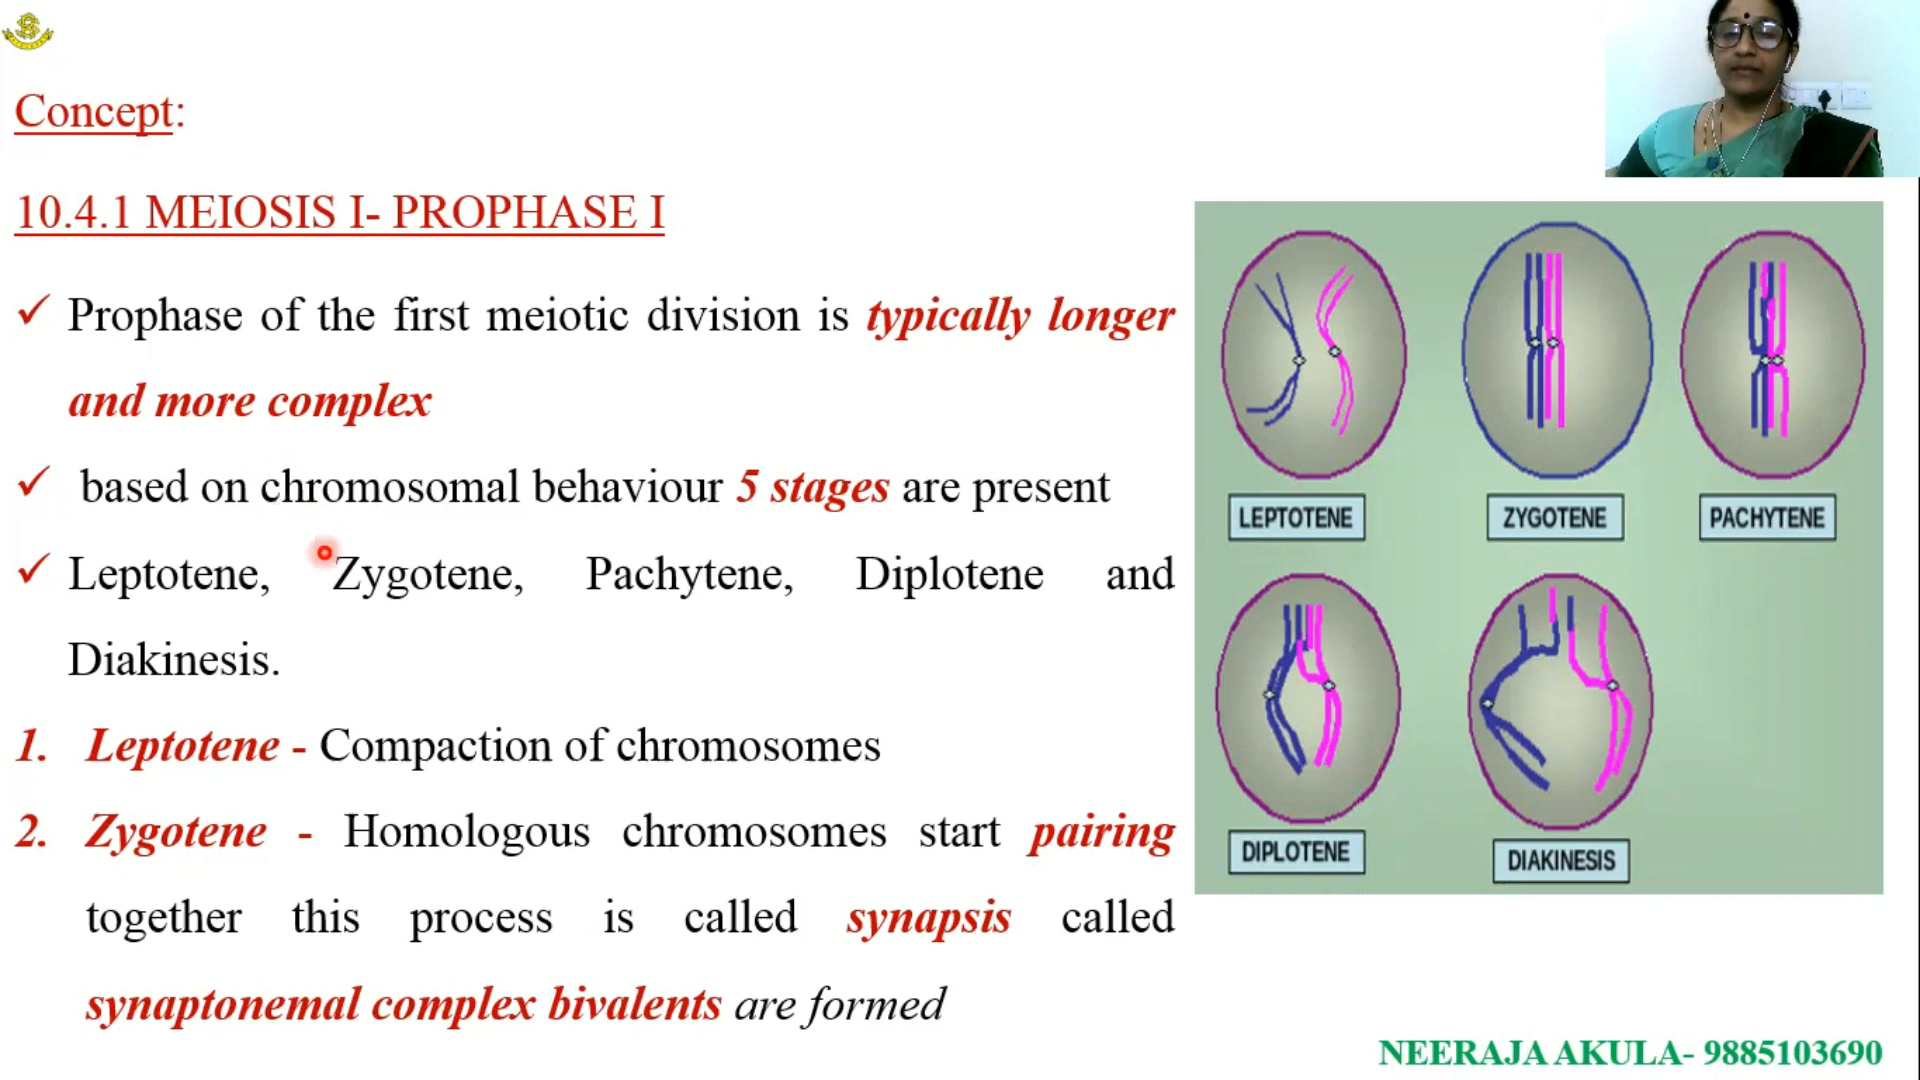 Concept:
10.4.1 MEIOSIS I- PROPHASE I
✓ Prophase of the first meiotic division is typically longer
and more complex
✓ based on chromosomal behaviour 5 stages are present
✓ Leptotene, Zygotene, Pachytene, Diplotene and
Diakinesis.
1. Leptotene - Compaction of chromosomes
2. Zygotene - Homologous chromosomes start pairing
together this process is called synapsis called
synaptonemal complex bivalents are formed
LEPTOTENE
ZYGOTENE
PACHYTENE
DIPLOTENE
DIAKINESIS
NEERAJA AKULA- 9885103690